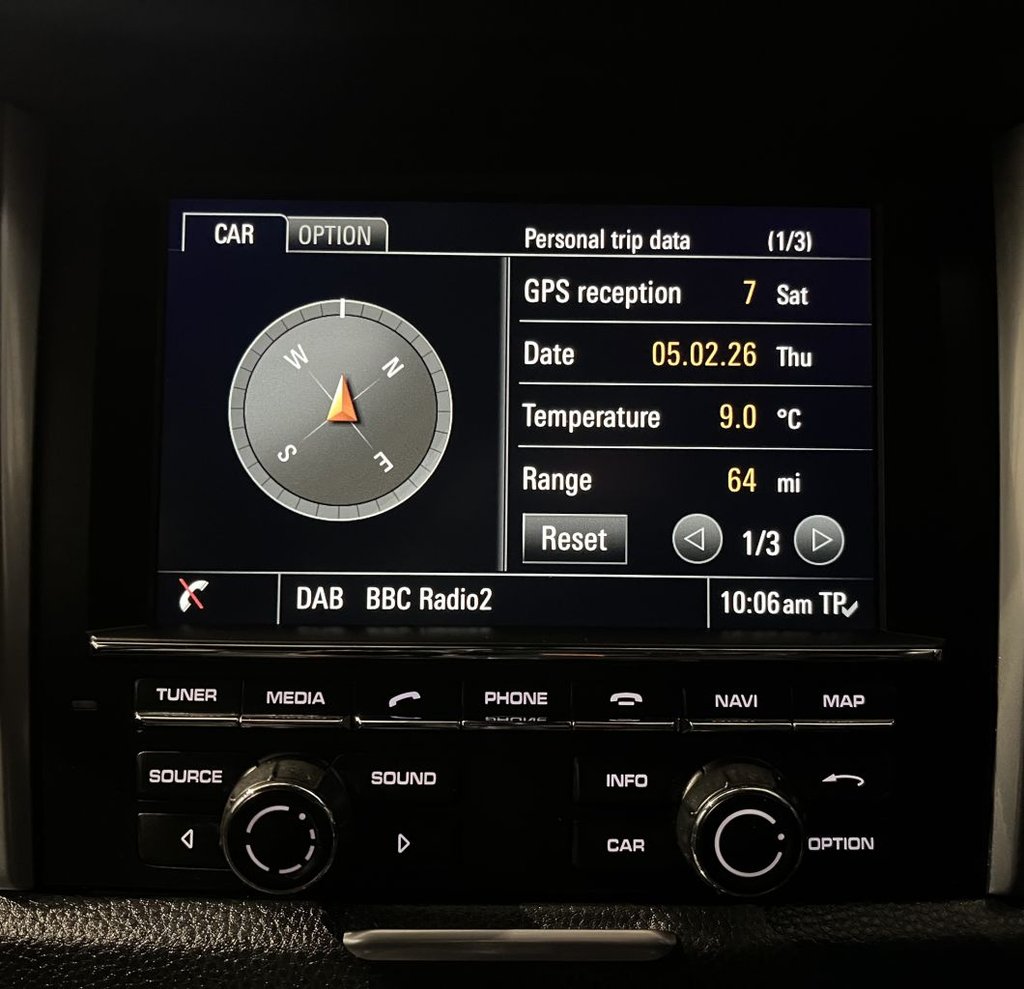 CAR OPTION Personal trip data (1/3)
GPS reception 7 Sat
Date 05.02.26 Thu
Temperature 9.0 °C
Range 64 mi
W N
S E
Reset 1/3
DAB BBC Radio2 10:06am TP
TUNER MEDIA PHONE NAVI MAP
SOURCE SOUND INFO
CAR OPTION